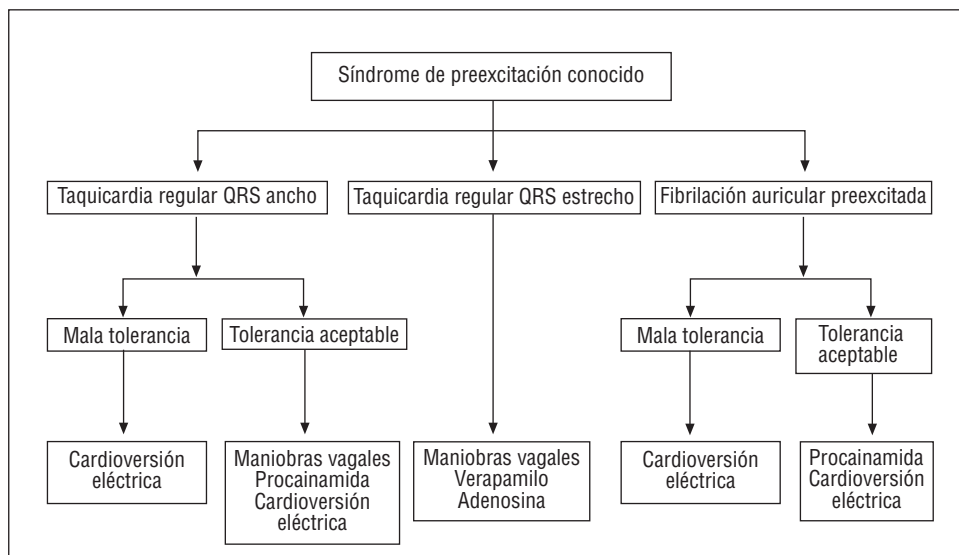 Síndrome de preexcitación conocido
Taquicardia regular QRS ancho
Taquicardia regular QRS estrecho
Fibrilación auricular preexcitada
Mala tolerancia
Tolerancia aceptable
Mala tolerancia
Tolerancia
aceptable
Cardioversión
eléctrica
Maniobras vagales
Procainamida
Cardioversión
eléctrica
Maniobras vagales
Verapamilo
Adenosina
Cardioversión
eléctrica
Procainamida
Cardioversión
eléctrica